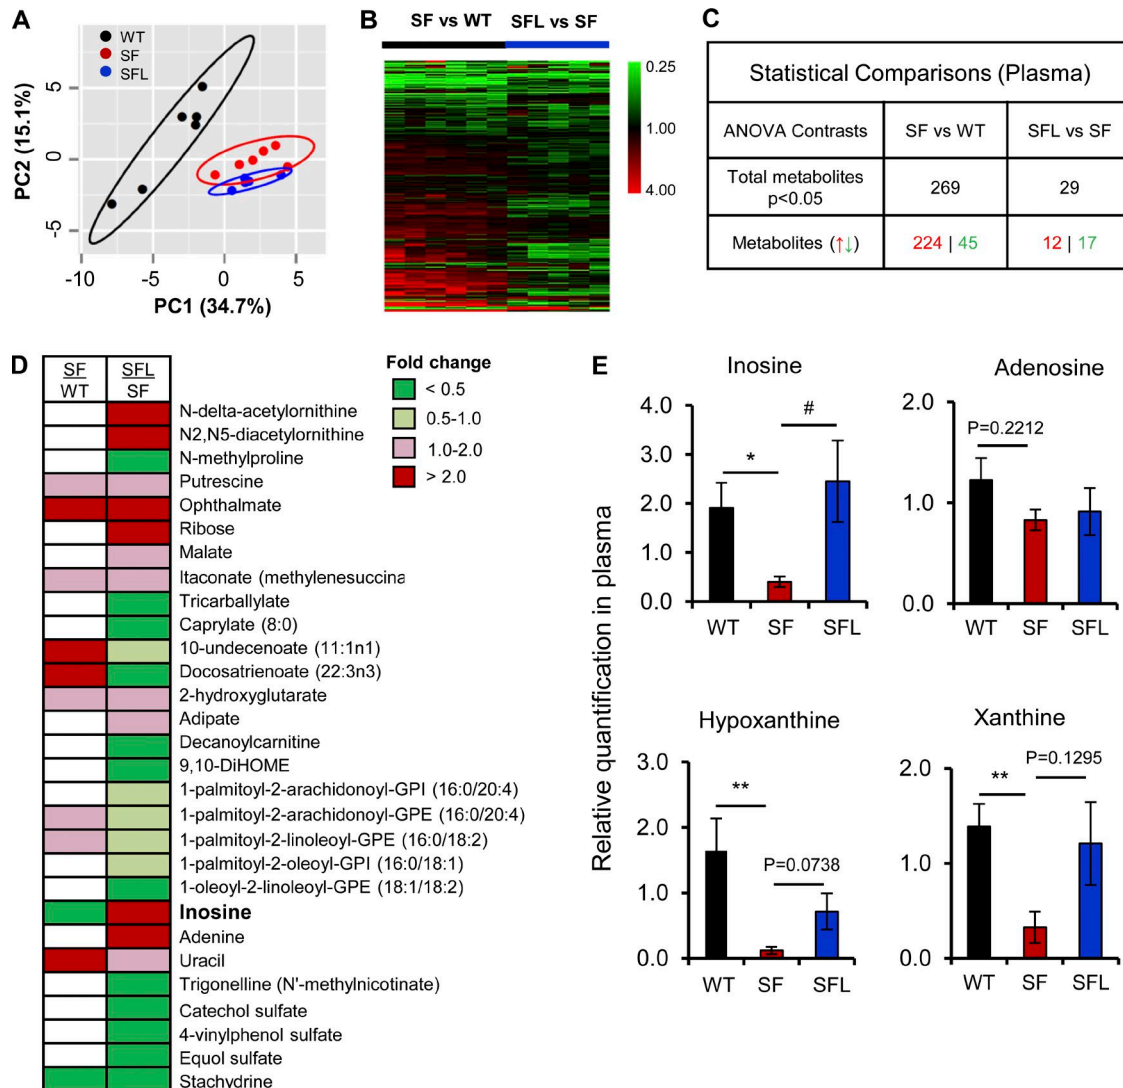 A
WT
SF
SFL
5
0
-5
PC2 (15.1%)
-10
-5
0
5
PC1 (34.7%)
B
SF vs WT
SFL vs SF
0.25
1.00
4.00
C
Statistical Comparisons (Plasma)
ANOVA Contrasts
SF vs WT
SFL vs SF
Total metabolites
p<0.05
269
29
Metabolites (↑↓)
224 | 45
12 | 17
D
SF
WT
SFL
SF
Fold change
< 0.5
0.5-1.0
1.0-2.0
> 2.0
N-delta-acetylornithine
N2,N5-diacetylornithine
N-methylproline
Putrescine
Ophthalmate
Ribose
Malate
Itaconate (methylenesuccina
Tricarballylate
Caprylate (8:0)
10-undecenoate (11:1n1)
Docosatrienoate (22:3n3)
2-hydroxyglutarate
Adipate
Decanoylcarnitine
9,10-DiHOME
1-palmitoyl-2-arachidonoyl-GPI (16:0/20:4)
1-palmitoyl-2-arachidonoyl-GPE (16:0/20:4)
1-palmitoyl-2-linoleoyl-GPE (16:0/18:2)
1-palmitoyl-2-oleoyl-GPI (16:0/18:1)
1-oleoyl-2-linoleoyl-GPE (18:1/18:2)
Inosine
Adenine
Uracil
Trigonelline (N'-methylnicotinate)
Catechol sulfate
4-vinylphenol sulfate
Equol sulfate
Stachydrine
E
Relative quantification in plasma
Inosine
4.0
3.0
2.0
1.0
0.0
*
#
WT
SF
SFL
Adenosine
2.0
1.0
0.0
P=0.2212
WT
SF
SFL
Hypoxanthine
3.0
2.0
1.0
0.0
**
P=0.0738
WT
SF
SFL
Xanthine
2.0
1.0
0.0
**
P=0.1295
WT
SF
SFL